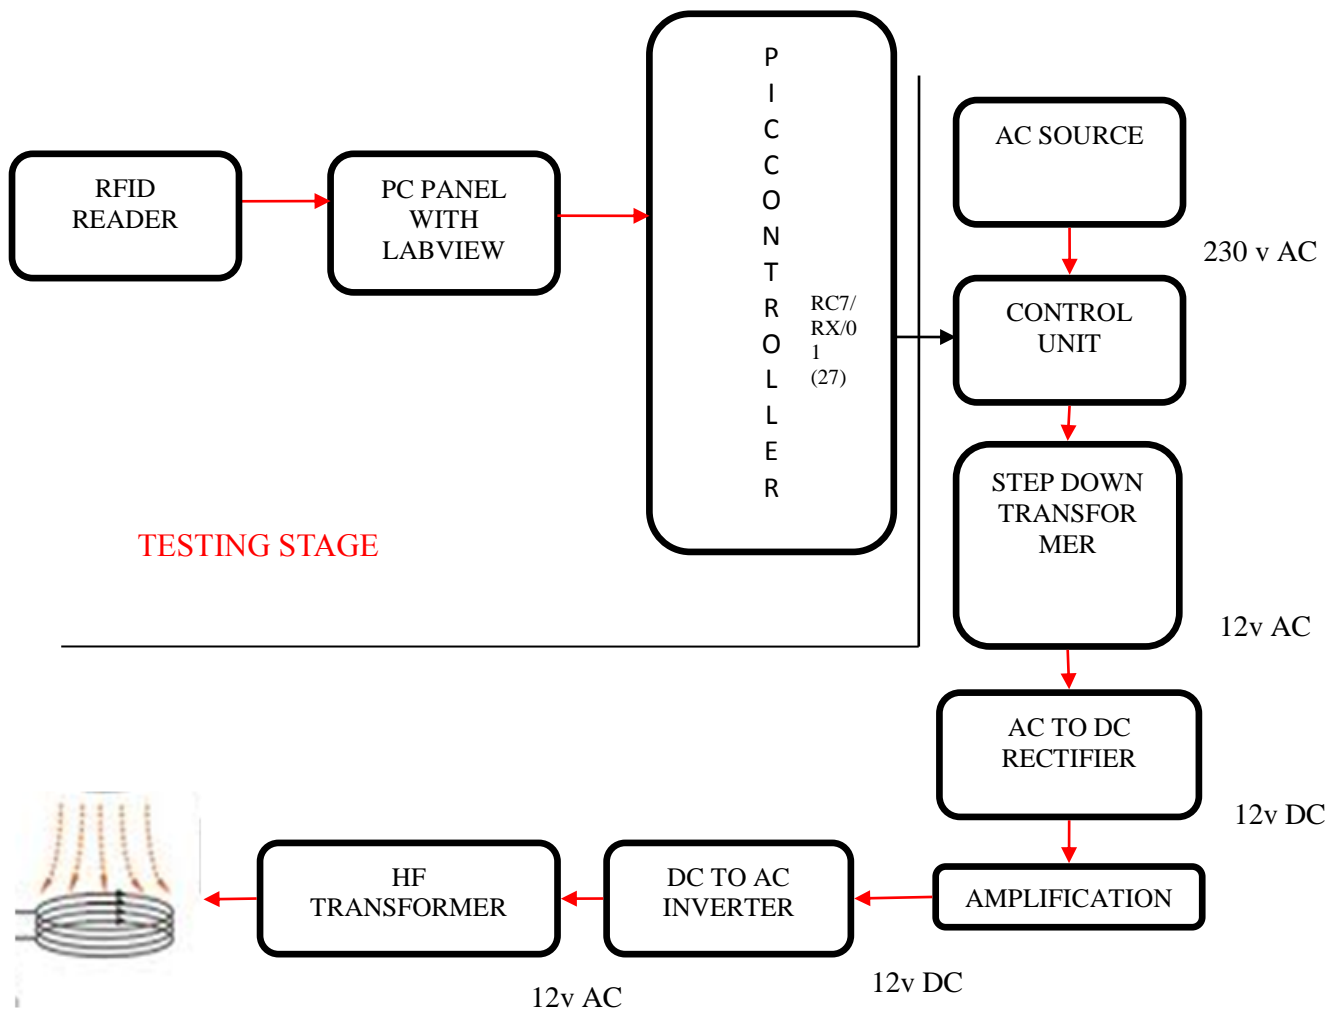 RFID
READER
PC PANEL
WITH
LABVIEW
P
I
C
C
O
N
T
R
O
L
L
E
R
RC7/
RX/0
1
(27)
AC SOURCE
230 v AC
CONTROL
UNIT
STEP DOWN
TRANSFOR
MER
TESTING STAGE
12v AC
AC TO DC
RECTIFIER
12v DC
AMPLIFICATION
DC TO AC
INVERTER
HF
TRANSFORMER
12v DC
12v AC